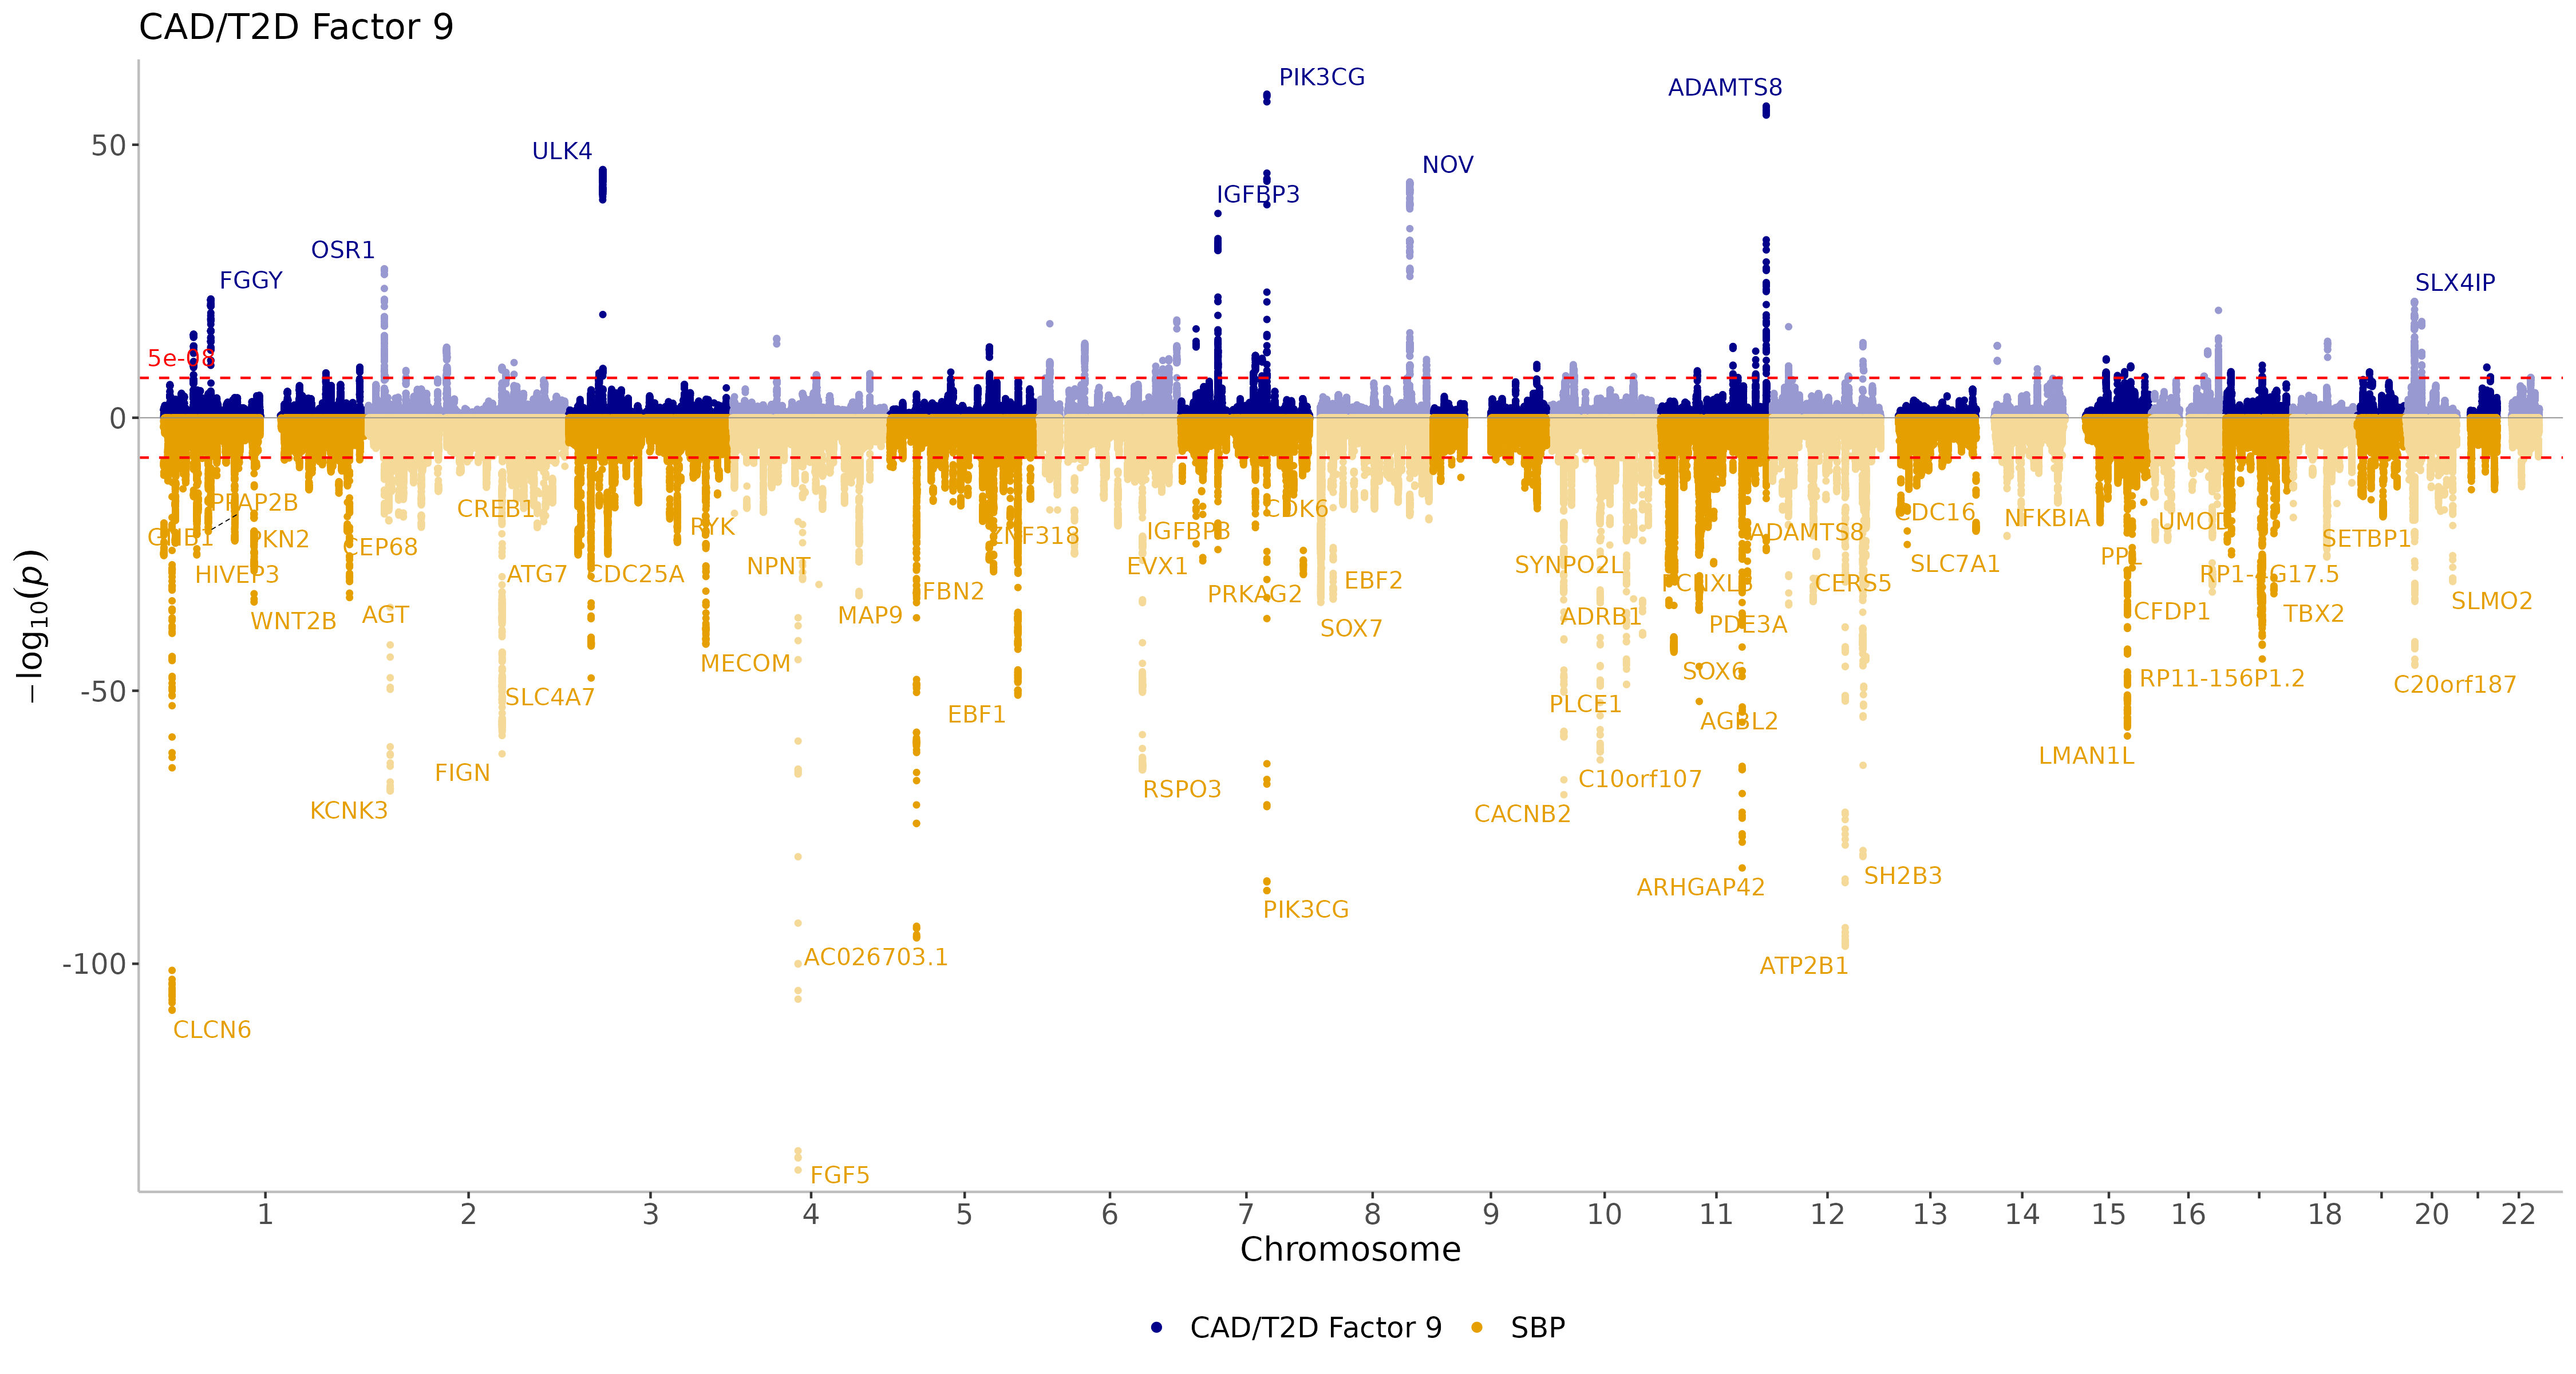 CAD/T2D Factor 9
PIK3CG
ADAMTS8
50
ULK4
NOV
IGFBP3
OSR1
FGGY
SLX4IP
5e-08
0
PPAP2B
CREB1
CDK6
CDC16
NFKBIA
UMOD
GNB1
PKN2
CEP68
RYK
ZNF318
IGFBP3
ADAMTS8
SETBP1
HIVEP3
ATG7
CDC25A
NPNT
EVX1
EBF2
SYNPO2L
CERS5
SLC7A1
RP1-4G17.5
FBN2
PRKAG2
SLMO2
WNT2B
AGT
MAP9
SOX7
ADRB1
PDE3A
CFDP1
TBX2
MECOM
SOX6
-50
SLC4A7
EBF1
PLCE1
AGBL2
RP11-156P1.2
C20orf187
FIGN
LMAN1L
KCNK3
RSPO3
C10orf107
CACNB2
ARHGAP42
SH2B3
PIK3CG
-100
AC026703.1
ATP2B1
CLCN6
FGF5
−log10(p)
1 2 3 4 5 6 7 8 9 10 11 12 13 14 15 16 18 20 22
Chromosome
CAD/T2D Factor 9 SBP